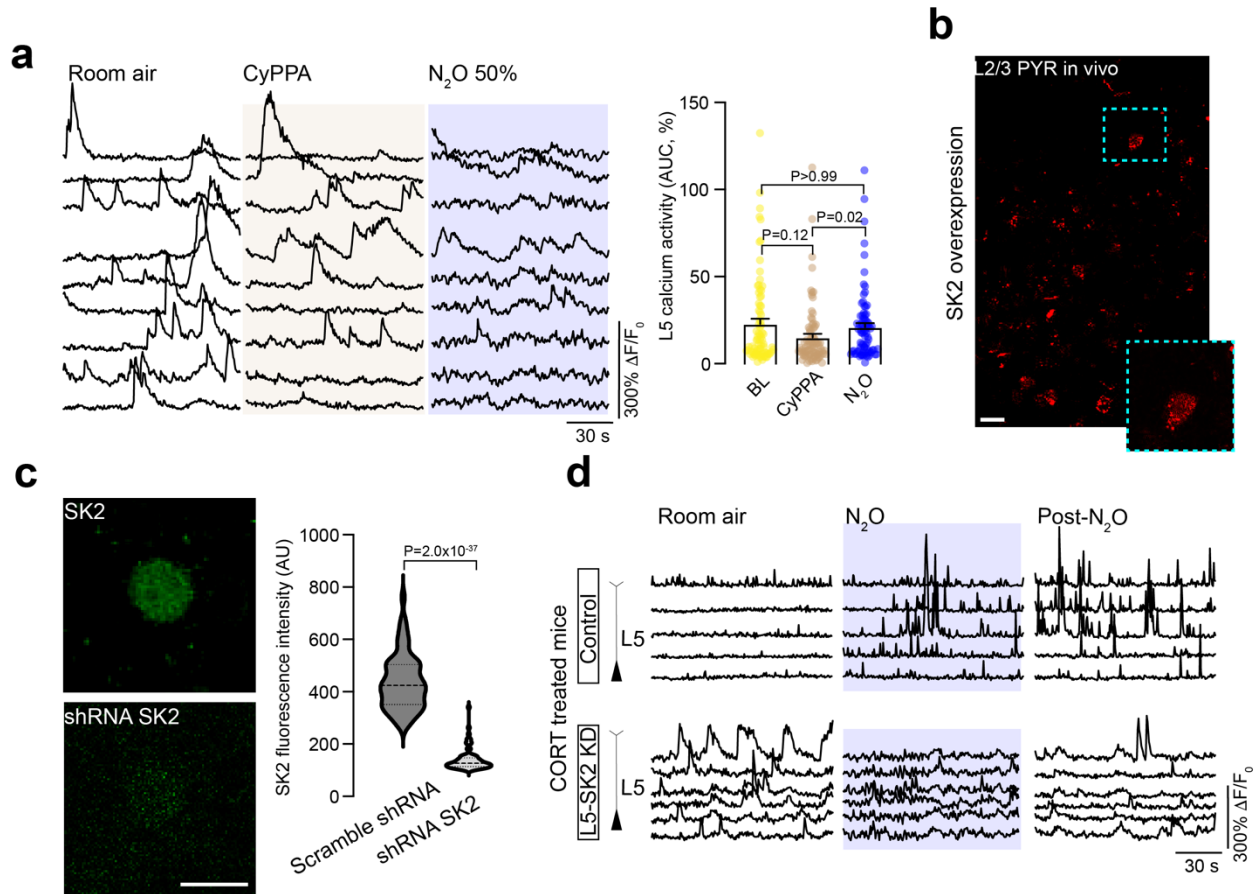 a
Room air
CyPPA
N₂O 50%
300% ΔF/F₀
30 s
L5 calcium activity (AUC, %)
150
100
50
0
P>0.99
P=0.02
P=0.12
BL
CyPPA
N₂O
b
L2/3 PYR in vivo
SK2 overexpression
c
SK2
shRNA SK2
SK2 fluorescence intensity (AU)
1000
800
600
400
200
0
P=2.0x10⁻³⁷
Scramble shRNA
shRNA SK2
d
Room air
N₂O
Post-N₂O
CORT treated mice
Control
L5
L5-SK2 KD
L5
300% ΔF/F₀
30 s